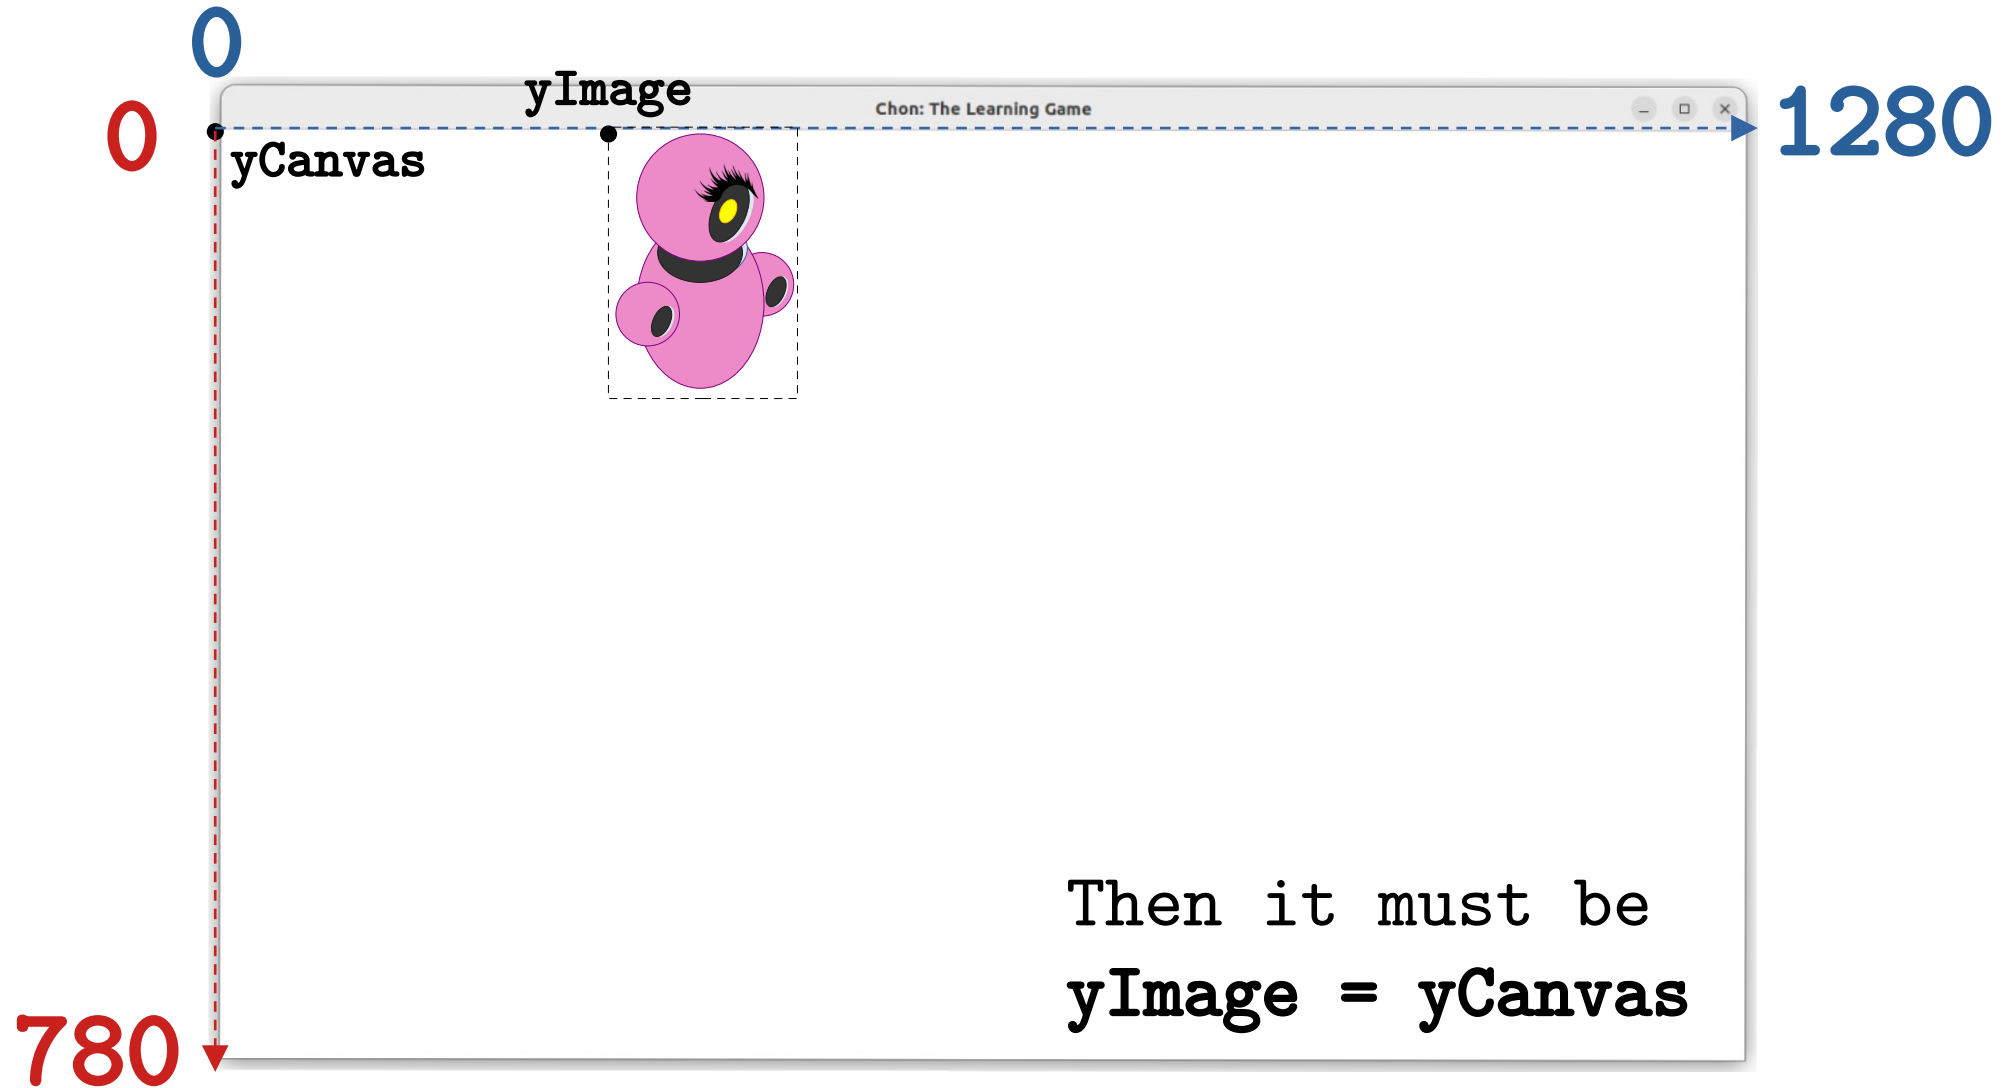 0
yImage
Chon: The Learning Game
0
1280
yCanvas
Then it must be
yImage = yCanvas
780